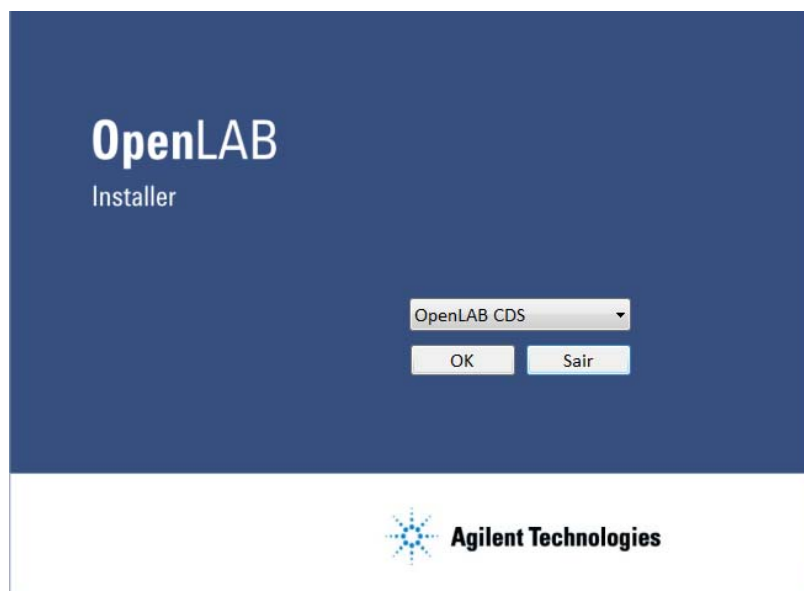 OpenLAB
Installer
OpenLAB CDS
OK
Sair
Agilent Technologies